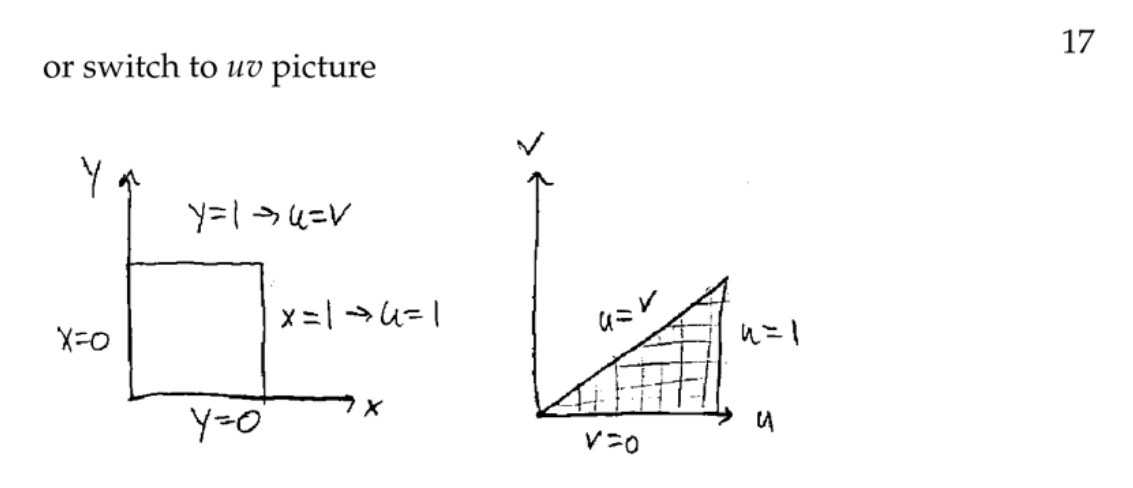 17
or switch to uv picture
V
Y
y=1 → u=v
u=v
x=1 → u=1
u=1
x=0
x
u
y=0
v=0